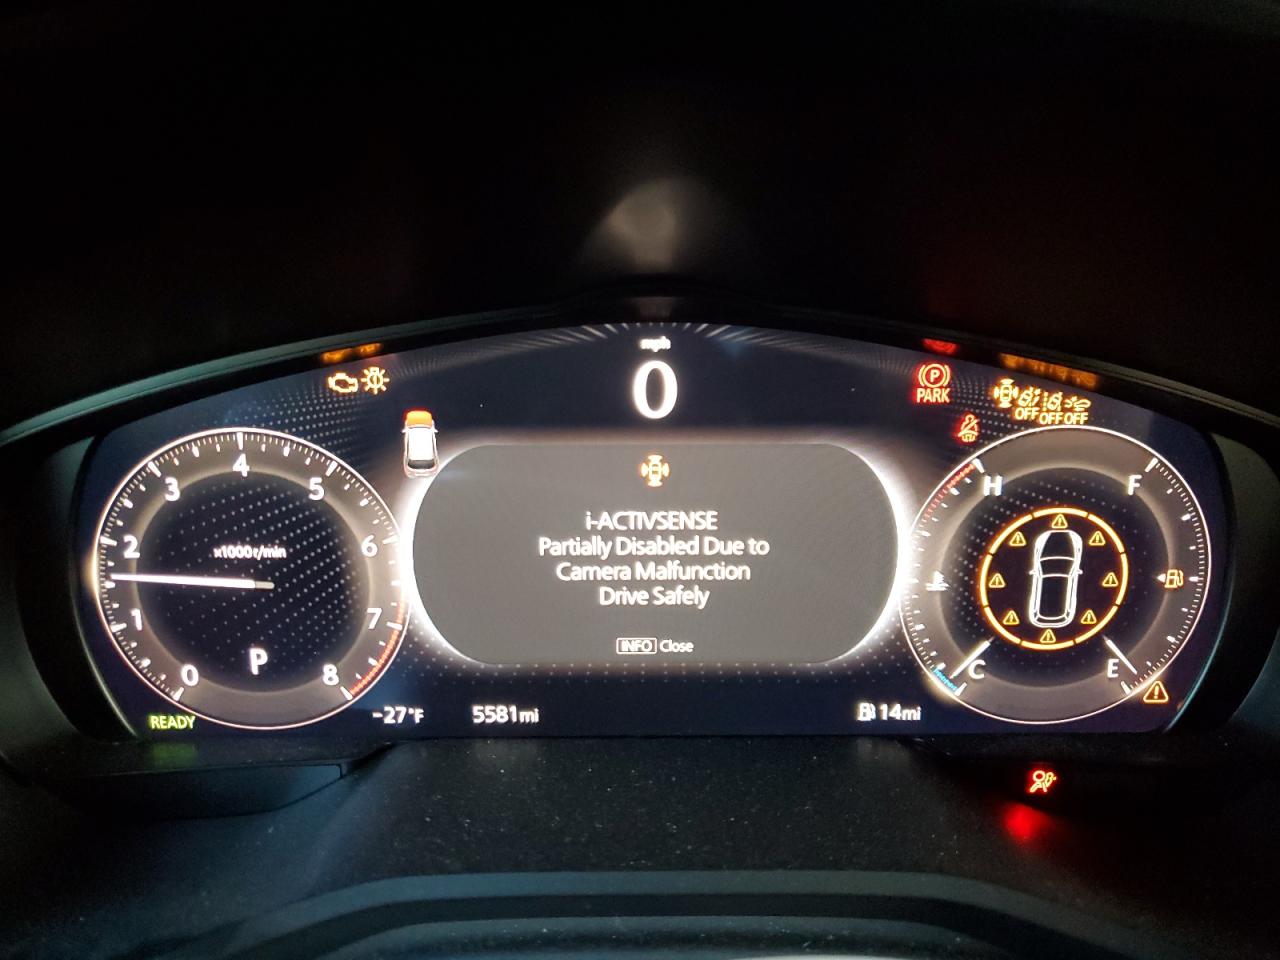 mph
0
PARK
OFF OFF OFF
4
3 5
2 6
x1000r/min
1 7
0 P 8
i-ACTIVSENSE
Partially Disabled Due to
Camera Malfunction
Drive Safely
INFO Close
H F
C E
READY -27°F 5581mi 14mi